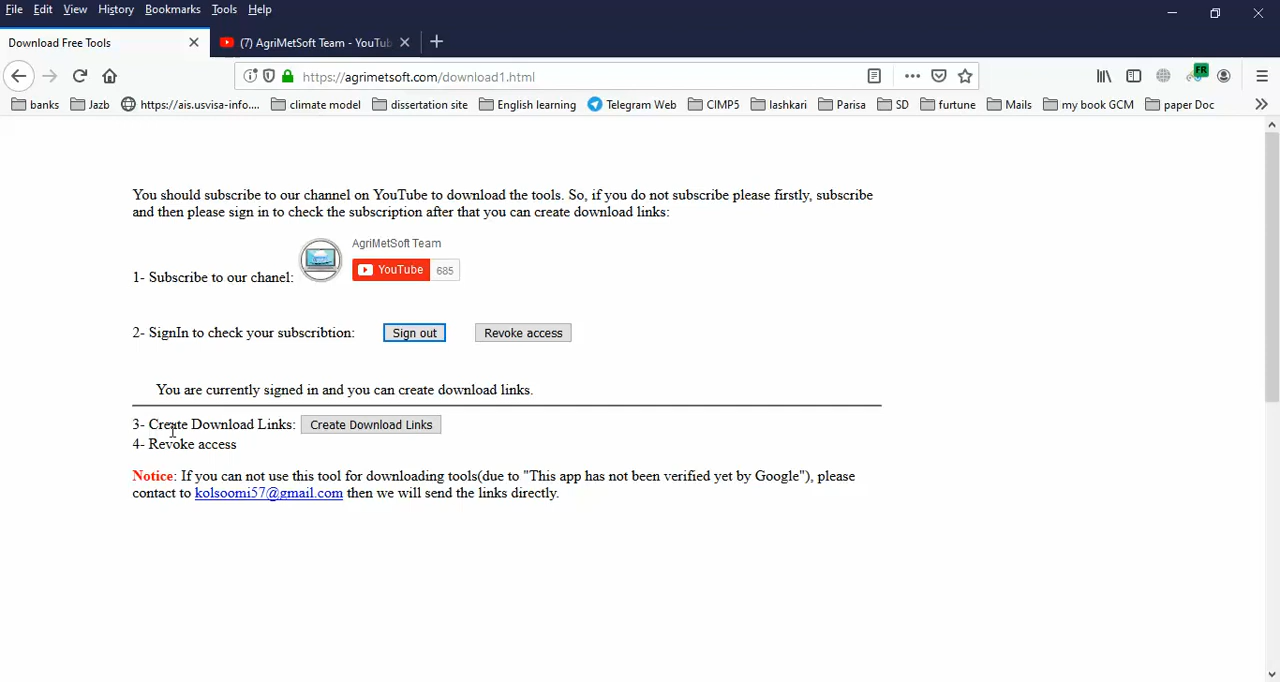 File Edit View History Bookmarks Tools Help
Download Free Tools
(7) AgriMetSoft Team - YouTub
https://agrimetsoft.com/download1.html
FR
banks Jazb https://ais.usvisa-info.... climate model dissertation site English learning Telegram Web CIMP5 lashkari Parisa SD furtune Mails my book GCM paper Doc
You should subscribe to our channel on YouTube to download the tools. So, if you do not subscribe please firstly, subscribe
and then please sign in to check the subscription after that you can create download links:
AgriMetSoft Team
1- Subscribe to our chanel: YouTube 685
2- SignIn to check your subscribtion: Sign out Revoke access
You are currently signed in and you can create download links.
3- Create Download Links: Create Download Links
4- Revoke access
Notice: If you can not use this tool for downloading tools(due to "This app has not been verified yet by Google"), please
contact to kolsoomi57@gmail.com then we will send the links directly.